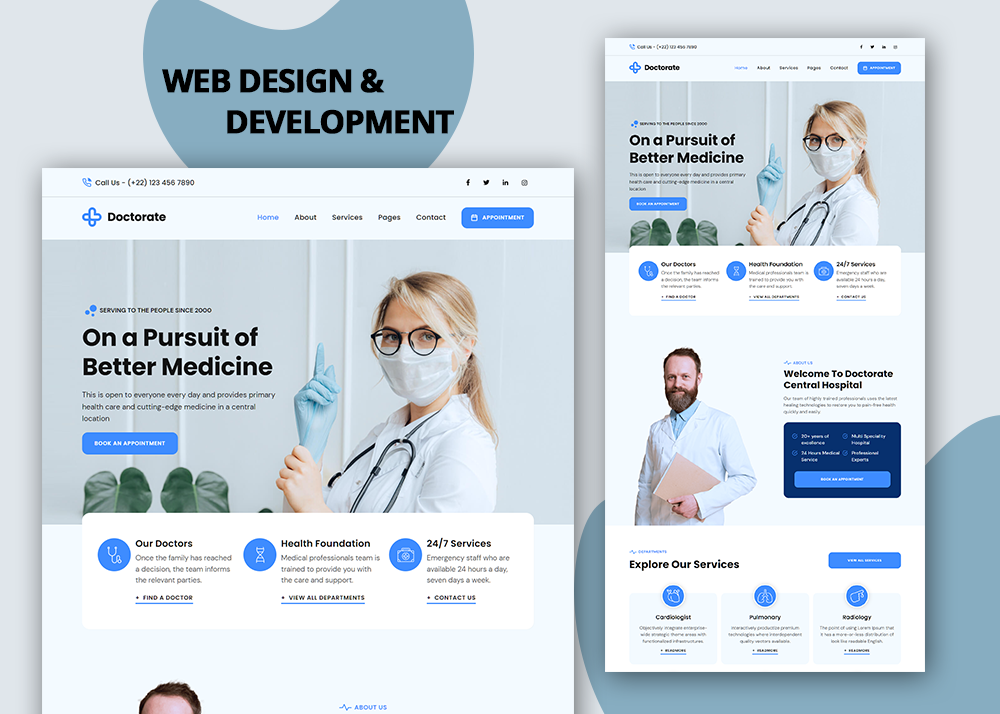 WEB DESIGN &
DEVELOPMENT
Call Us - (+22) 123 456 7890
Doctorate
Home About Services Pages Contact APPOINTMENT
SERVING TO THE PEOPLE SINCE 2000
On a Pursuit of
Better Medicine
This is open to everyone every day and provides primary
health care and cutting-edge medicine in a central
location
BOOK AN APPOINTMENT
Our Doctors
Once the family has reached
a decision, the team informs
the relevant parties.
+ FIND A DOCTOR
Health Foundation
Medical professionals team is
trained to provide you with
the care and support.
+ VIEW ALL DEPARTMENTS
24/7 Services
Emergency staff who are
available 24 hours a day,
seven days a week.
+ CONTACT US
ABOUT US
Call Us - (+22) 123 456 7890
Doctorate
Home About Services Pages Contact APPOINTMENT
SERVING TO THE PEOPLE SINCE 2000
On a Pursuit of
Better Medicine
This is open to everyone every day and provides primary
health care and cutting-edge medicine in a central
location
BOOK AN APPOINTMENT
Our Doctors
Once the family has reached
a decision, the team informs
the relevant parties.
+ FIND A DOCTOR
Health Foundation
Medical professionals team is
trained to provide you with
the care and support.
+ VIEW ALL DEPARTMENTS
24/7 Services
Emergency staff who are
available 24 hours a day,
seven days a week.
+ CONTACT US
ABOUT US
Welcome To Doctorate
Central Hospital
Our team of highly trained professionals uses the latest
healing technologies to restore you to pain-free health
quickly and easily.
20+ years of
excellence
Multi Speciality
Hospital
24 Hours Medical
Service
Professional
Experts
BOOK AN APPOINTMENT
DEPARTMENTS
Explore Our Services
VIEW ALL SERVICES
Cardiologist
Objectively integrate enterprise-
wide strategic theme areas with
functionalized infrastructures.
+ READMORE
Pulmonary
Interactively productize premium
technologies where interdependent
quality vectors available.
+ READMORE
Radiology
The point of using Lorem Ipsum that
it has a more-or-less distribution of
look like readable English.
+ READMORE